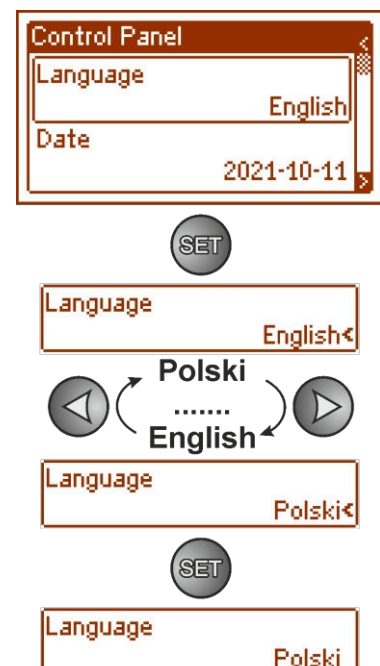 Control Panel
Language
English
Date
2021-10-11
SET
Language
English
Polski
.......
English
Language
Polski
SET
Language
Polski